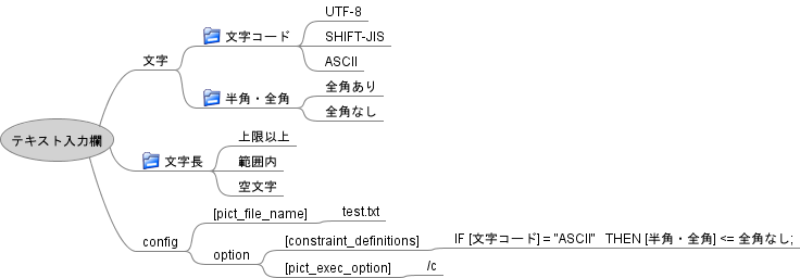 テキスト入力欄
文字
文字コード
UTF-8
SHIFT-JIS
ASCII
半角・全角
全角あり
全角なし
文字長
上限以上
範囲内
空文字
config
[pict_file_name]
test.txt
option
[constraint_definitions]
IF [文字コード] = "ASCII" THEN [半角・全角] <= 全角なし;
[pict_exec_option]
/c